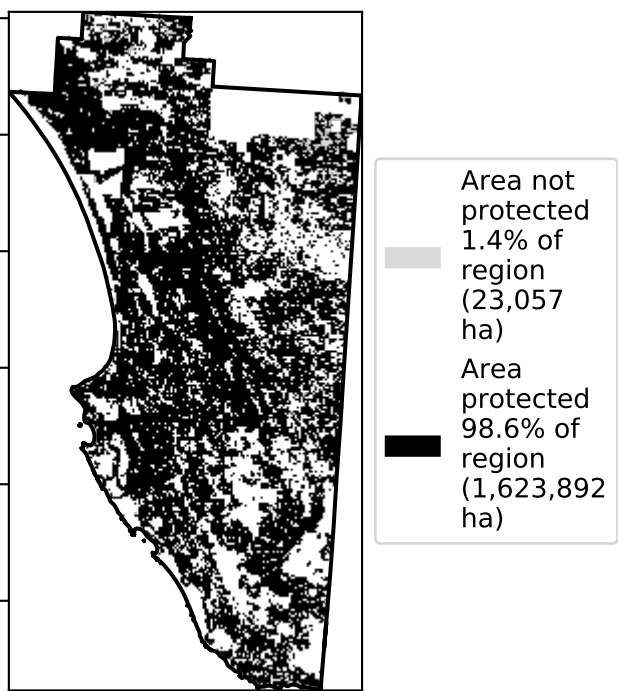 Area not
protected
1.4% of
region
(23,057
ha)
Area
protected
98.6% of
region
(1,623,892
ha)